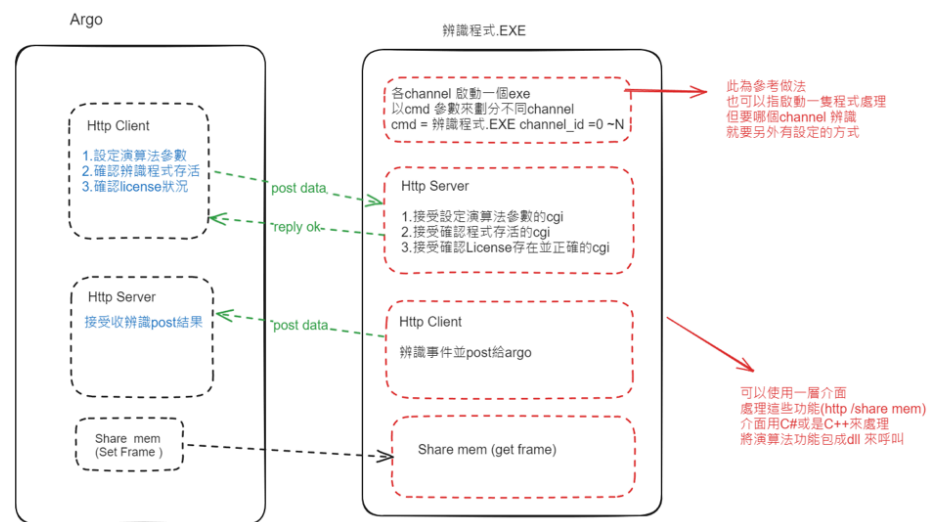 Argo
Http Client
1.設定演算法參數
2.確認辨識程式存活
3.確認license狀況
Http Server
接受收辨識post結果
Share mem
(Set Frame )
post data
reply ok
post data
辨識程式.EXE
各channel 啟動一個exe
以cmd 參數來劃分不同channel
cmd = 辨識程式.EXE channel_id =0 ~N
Http Server
1.接受設定演算法參數的cgi
2.接受確認程式存活的cgi
3.接受確認License存在並正確的cgi
Http Client
辨識事件並post給argo
Share mem (get frame)
此為參考做法
也可以指啟動一隻程式處理
但要哪個channel 辨識
就要另外有設定的方式
可以使用一層介面
處理這些功能(http /share mem)
介面用C#或是C++來處理
將演算法功能包成dll 來呼叫